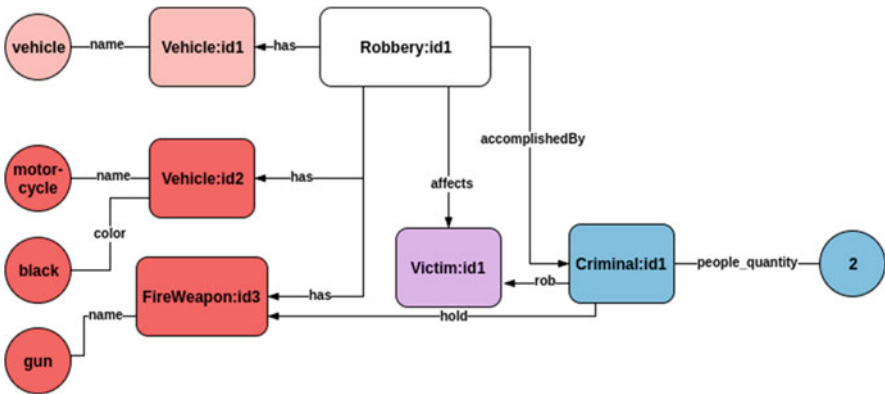 vehicle
name
Vehicle:id1
has
Robbery:id1
accomplishedBy
motor-
cycle
name
Vehicle:id2
has
affects
color
black
FireWeapon:id3
has
Victim:id1
rob
Criminal:id1
people_quantity
2
name
hold
gun